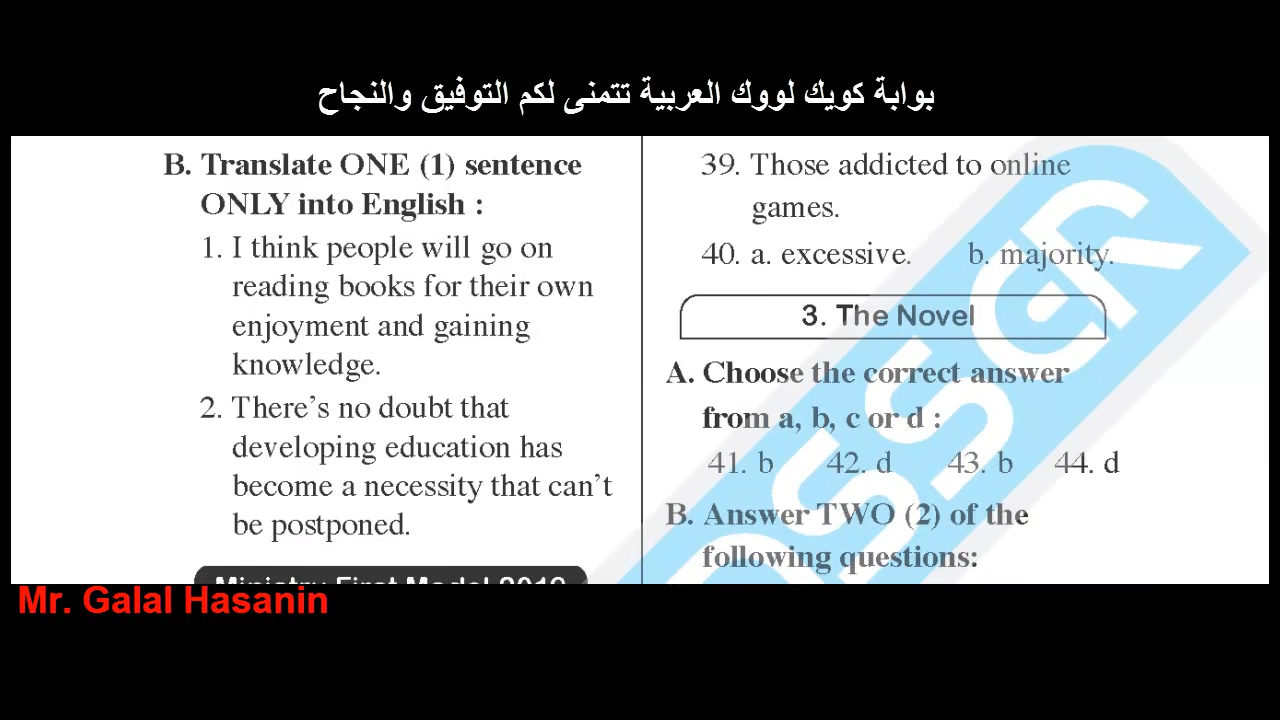 بوابة كويك لووك العربية تتمنى لكم التوفيق والنجاح
B. Translate ONE (1) sentence
ONLY into English :
1. I think people will go on
reading books for their own
enjoyment and gaining
knowledge.
2. There's no doubt that
developing education has
become a necessity that can't
be postponed.
Ministry First Model 2019
39. Those addicted to online
games.
40. a. excessive. b. majority.
3. The Novel
A. Choose the correct answer
from a, b, c or d :
41. b 42. d 43. b 44. d
B. Answer TWO (2) of the
following questions:
Mr. Galal Hasanin